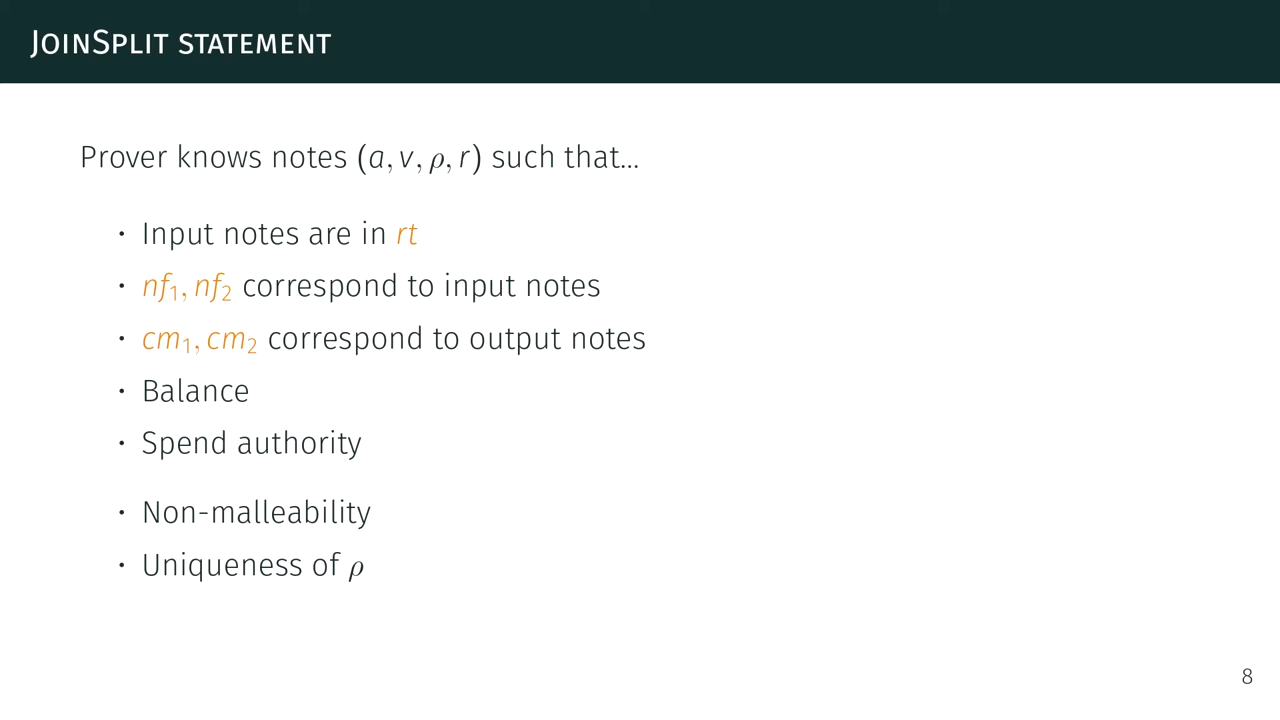 JoinSplit statement
Prover knows notes (a, v, ρ, r) such that…
• Input notes are in rt
• nf₁, nf₂ correspond to input notes
• cm₁, cm₂ correspond to output notes
• Balance
• Spend authority
• Non-malleability
• Uniqueness of ρ
8